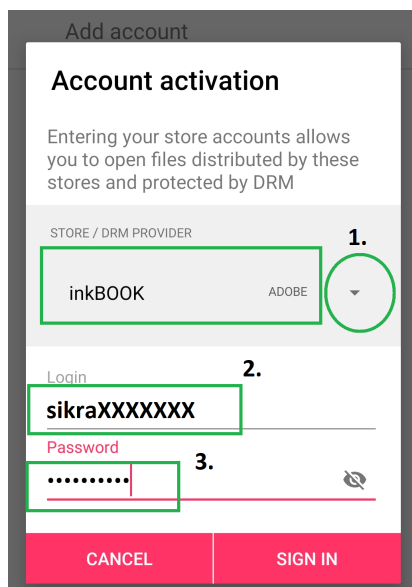 Add account
Account activation
Entering your store accounts allows
you to open files distributed by these
stores and protected by DRM
STORE / DRM PROVIDER
1.
inkBOOK ADOBE
2.
Login
sikraXXXXXXX
Password
3.
••••••••••
CANCEL SIGN IN